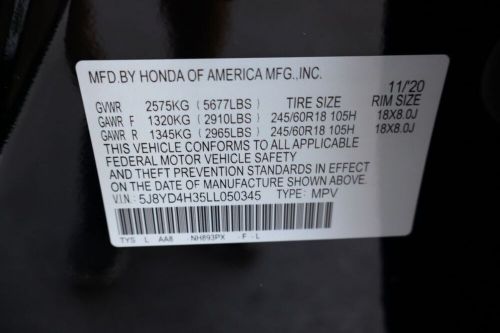 MFD.BY HONDA OF AMERICA MFG.,INC.
11/'20
GVWR 2575KG (5677LBS) TIRE SIZE RIM SIZE
GAWR F 1320KG (2910LBS) 245/60R18 105H 18X8.0J
GAWR R 1345KG (2965LBS) 245/60R18 105H 18X8.0J
THIS VEHICLE CONFORMS TO ALL APPLICABLE
FEDERAL MOTOR VEHICLE SAFETY
AND THEFT PREVENTION STANDARDS IN EFFECT
ON THE DATE OF MANUFACTURE SHOWN ABOVE.
V.I.N: 5J8YD4H35LL050345 TYPE: MPV
TYS L AA8 NH893PX -F -L